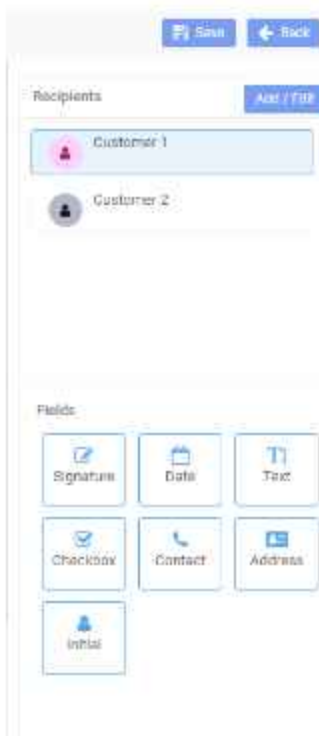 Save Back
Recipients Add / Edit
Customer 1
Customer 2
Fields
Signature Date Text
Checkbox Contact Address
Initial